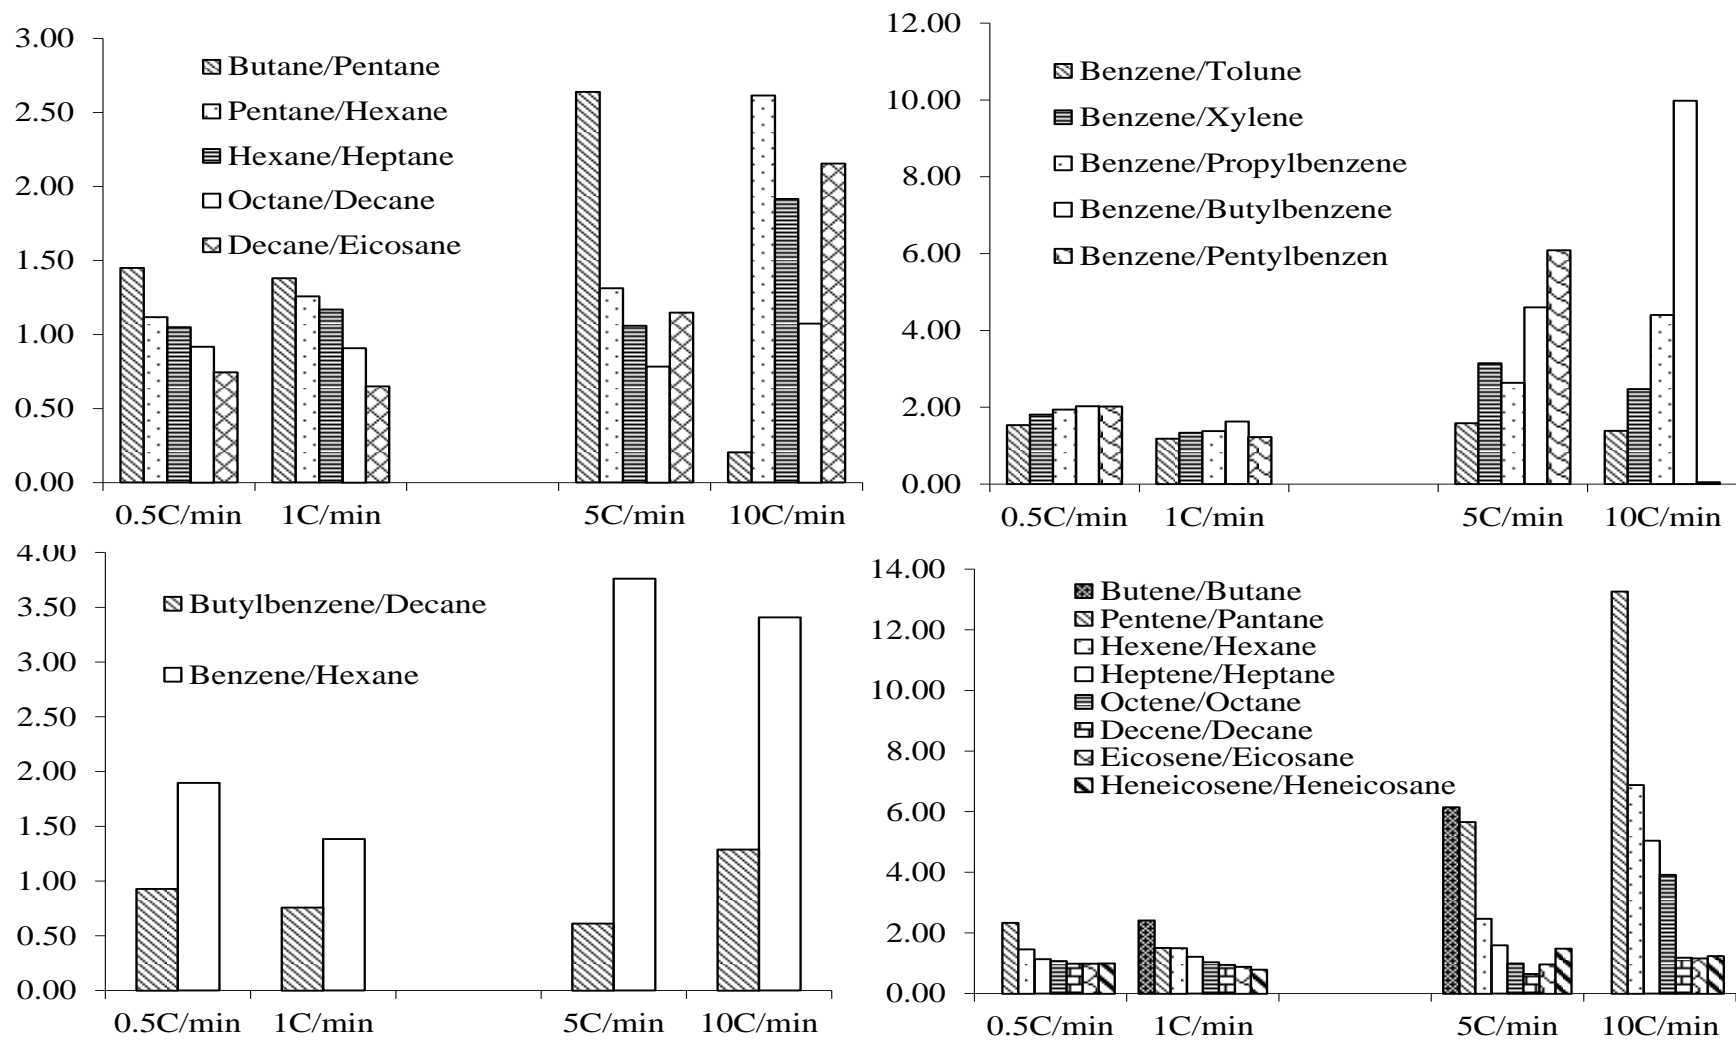 3.00
2.50
2.00
1.50
1.00
0.50
0.00
Butane/Pentane
Pentane/Hexane
Hexane/Heptane
Octane/Decane
Decane/Eicosane
0.5C/min 1C/min 5C/min 10C/min
12.00
10.00
8.00
6.00
4.00
2.00
0.00
Benzene/Tolune
Benzene/Xylene
Benzene/Propylbenzene
Benzene/Butylbenzene
Benzene/Pentylbenzen
0.5C/min 1C/min 5C/min 10C/min
4.00
3.50
3.00
2.50
2.00
1.50
1.00
0.50
0.00
Butylbenzene/Decane
Benzene/Hexane
0.5C/min 1C/min 5C/min 10C/min
14.00
12.00
10.00
8.00
6.00
4.00
2.00
0.00
Butene/Butane
Pentene/Pantane
Hexene/Hexane
Heptene/Heptane
Octene/Octane
Decene/Decane
Eicosene/Eicosane
Heneicosene/Heneicosane
0.5C/min 1C/min 5C/min 10C/min